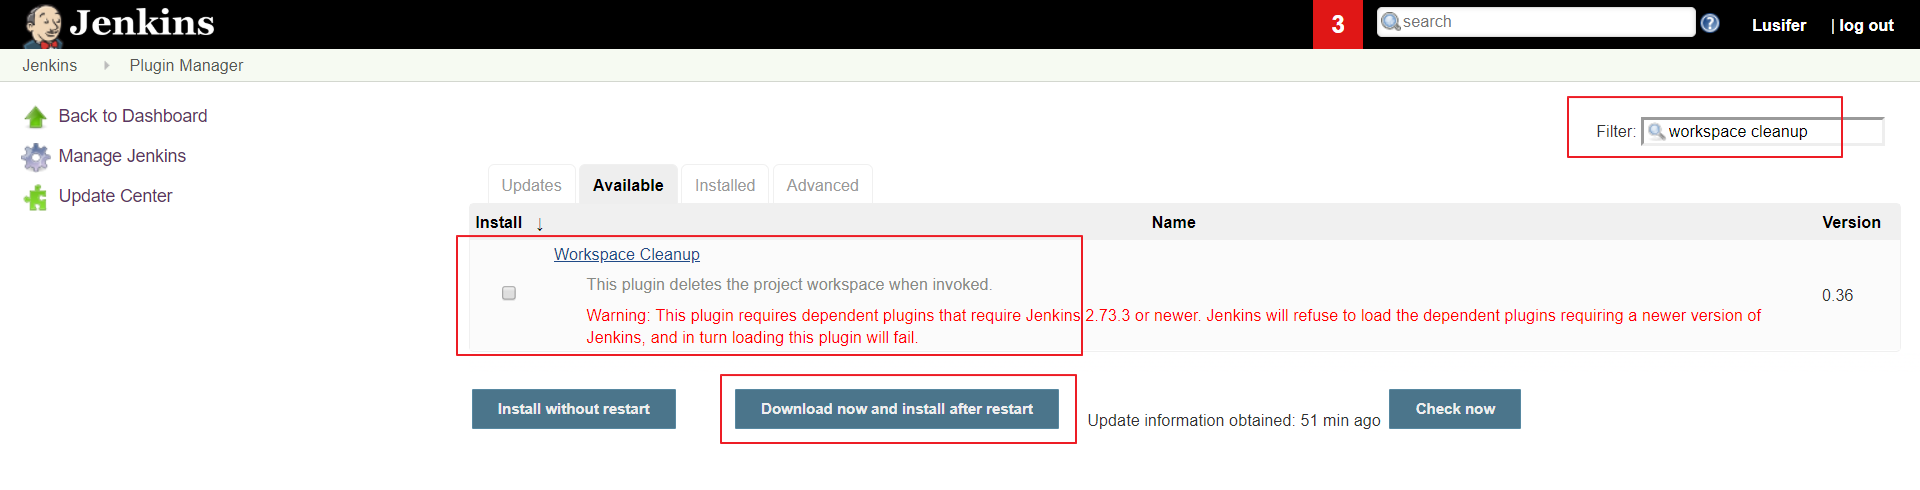 Jenkins
3
search
Lusifer
| log out
Jenkins
Plugin Manager
Back to Dashboard
Manage Jenkins
Update Center
Filter:
workspace cleanup
Updates
Available
Installed
Advanced
Install ↓
Name
Version
Workspace Cleanup
This plugin deletes the project workspace when invoked.
Warning: This plugin requires dependent plugins that require Jenkins 2.73.3 or newer. Jenkins will refuse to load the dependent plugins requiring a newer version of
Jenkins, and in turn loading this plugin will fail.
0.36
Install without restart
Download now and install after restart
Update information obtained: 51 min ago
Check now